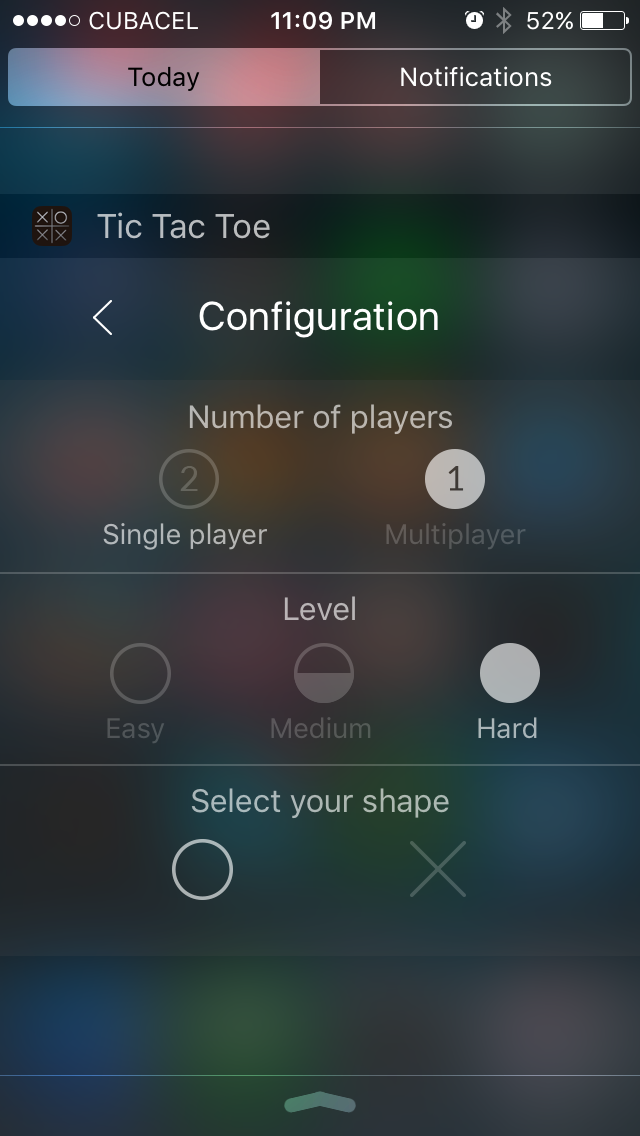 CUBACEL 11:09 PM 52%
Today Notifications
Tic Tac Toe
Configuration
Number of players
2 1
Single player Multiplayer
Level
Easy Medium Hard
Select your shape